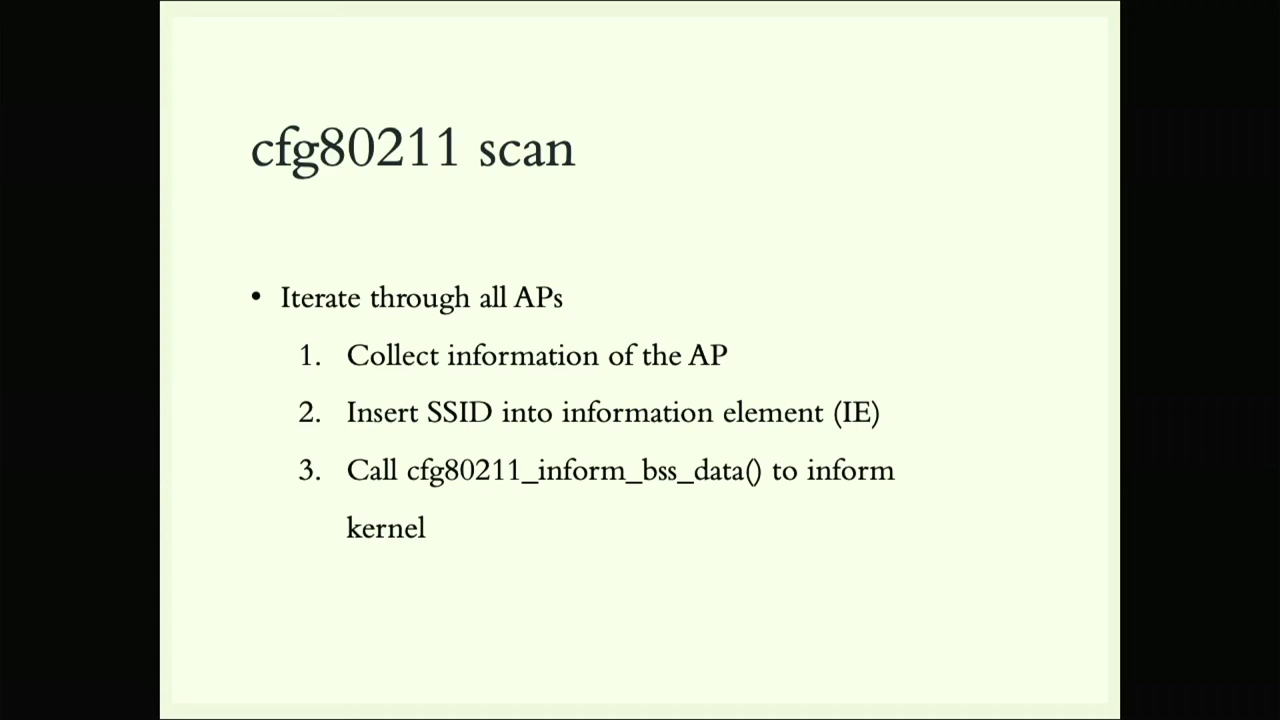 cfg80211 scan
• Iterate through all APs
1. Collect information of the AP
2. Insert SSID into information element (IE)
3. Call cfg80211_inform_bss_data() to inform
kernel